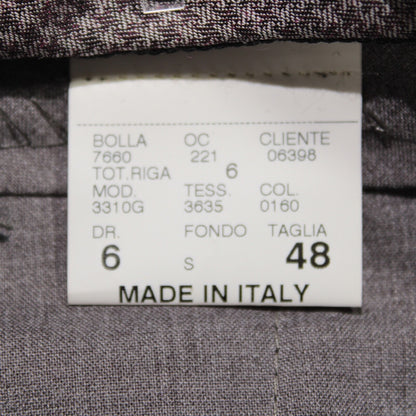 BOLLA OC CLIENTE
7660 221 06398
TOT.RIGA 6
MOD. TESS. COL.
3310G 3635 0160
DR. FONDO TAGLIA
6 S 48
MADE IN ITALY